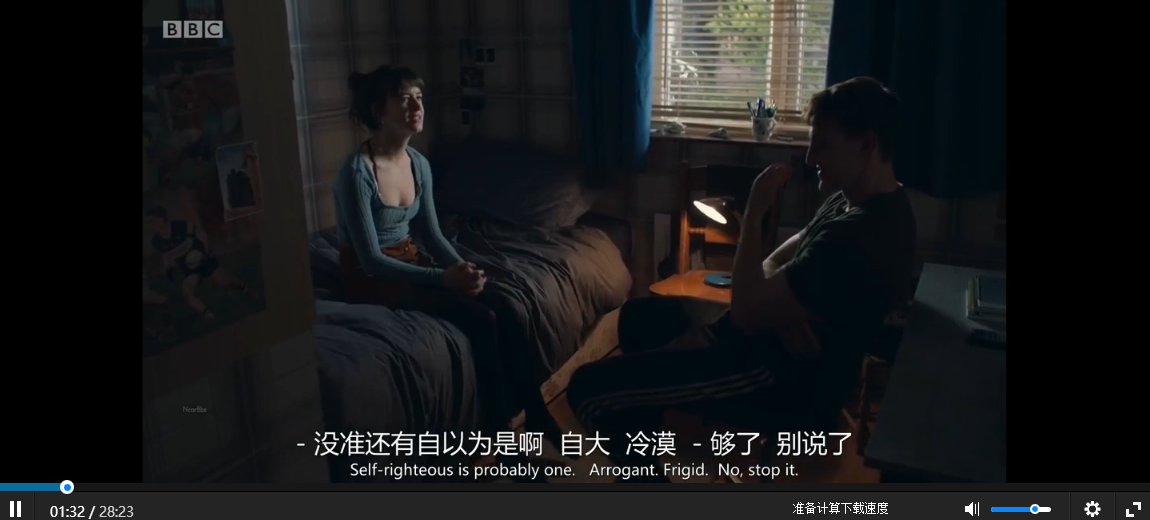 BBC
- 没准还有自以为是啊 自大 冷漠 - 够了 别说了
Self-righteous is probably one. Arrogant. Frigid. No, stop it.
01:32 / 28:23 准备计算下载速度